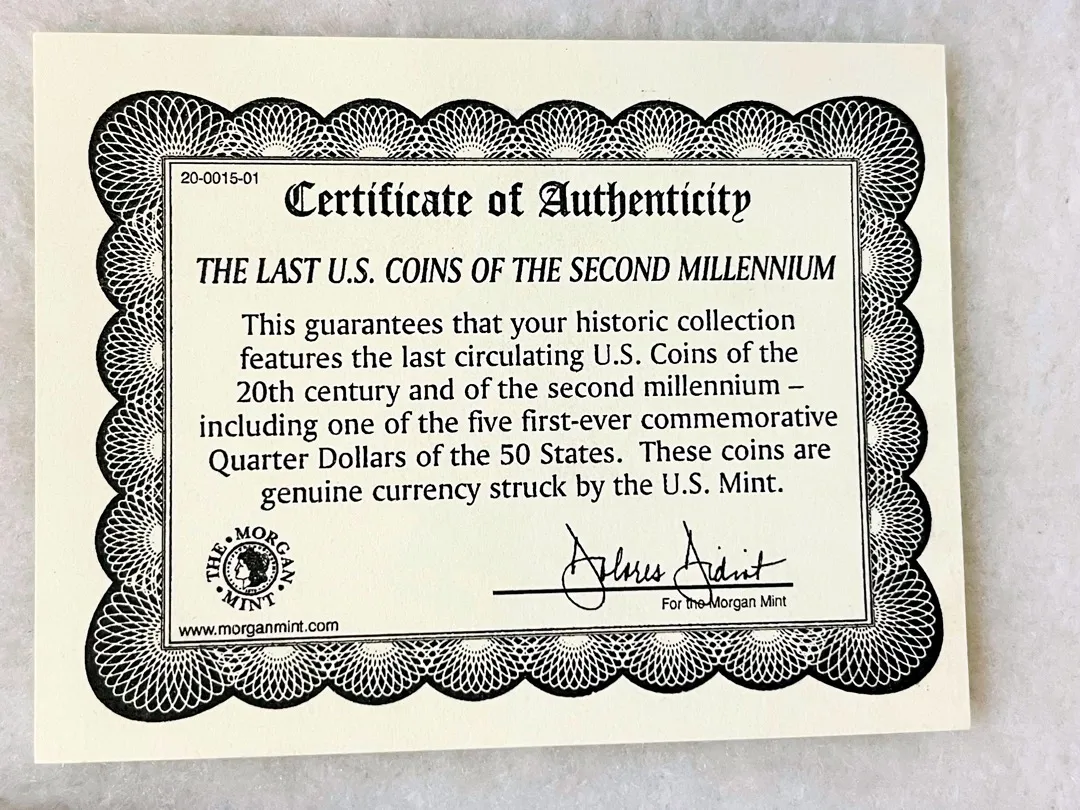 20-0015-01
Certificate of Authenticity
THE LAST U.S. COINS OF THE SECOND MILLENNIUM
This guarantees that your historic collection
features the last circulating U.S. Coins of the
20th century and of the second millennium –
including one of the five first-ever commemorative
Quarter Dollars of the 50 States. These coins are
genuine currency struck by the U.S. Mint.
THE • MORGAN • MINT •
Dolores
For the Morgan Mint
www.morganmint.com